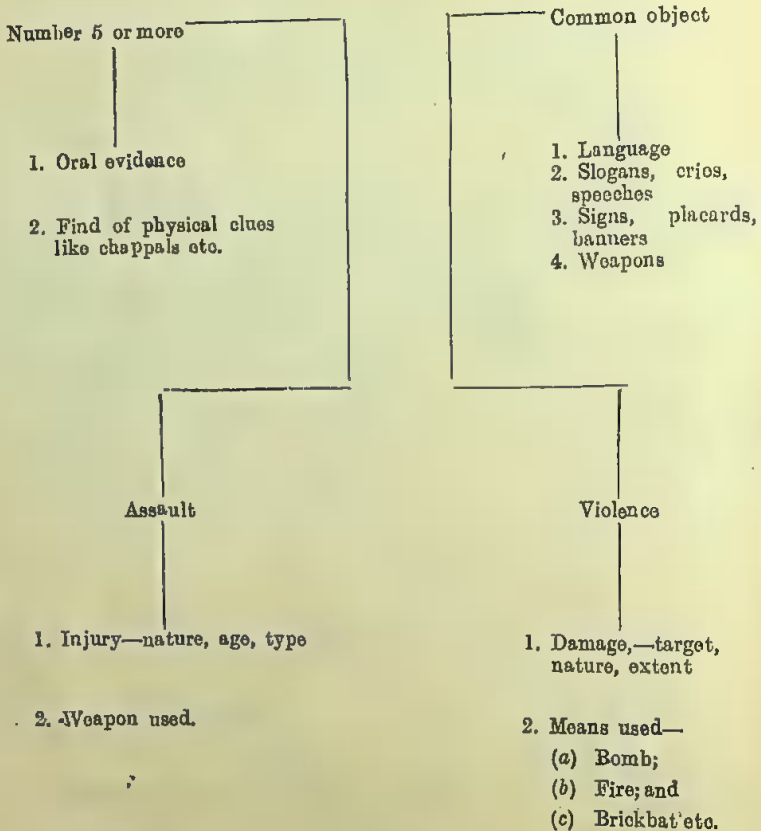 Number 5 or more
Common object
1. Oral evidence
2. Find of physical clues
like chappals etc.
1. Language
2. Slogans, cries,
speeches
3. Signs, placards,
banners
4. Weapons
Assault
Violence
1. Injury—nature, age, type
2. Weapon used.
1. Damage,—target,
nature, extent
2. Means used—
(a) Bomb;
(b) Fire; and
(c) Brickbat etc.